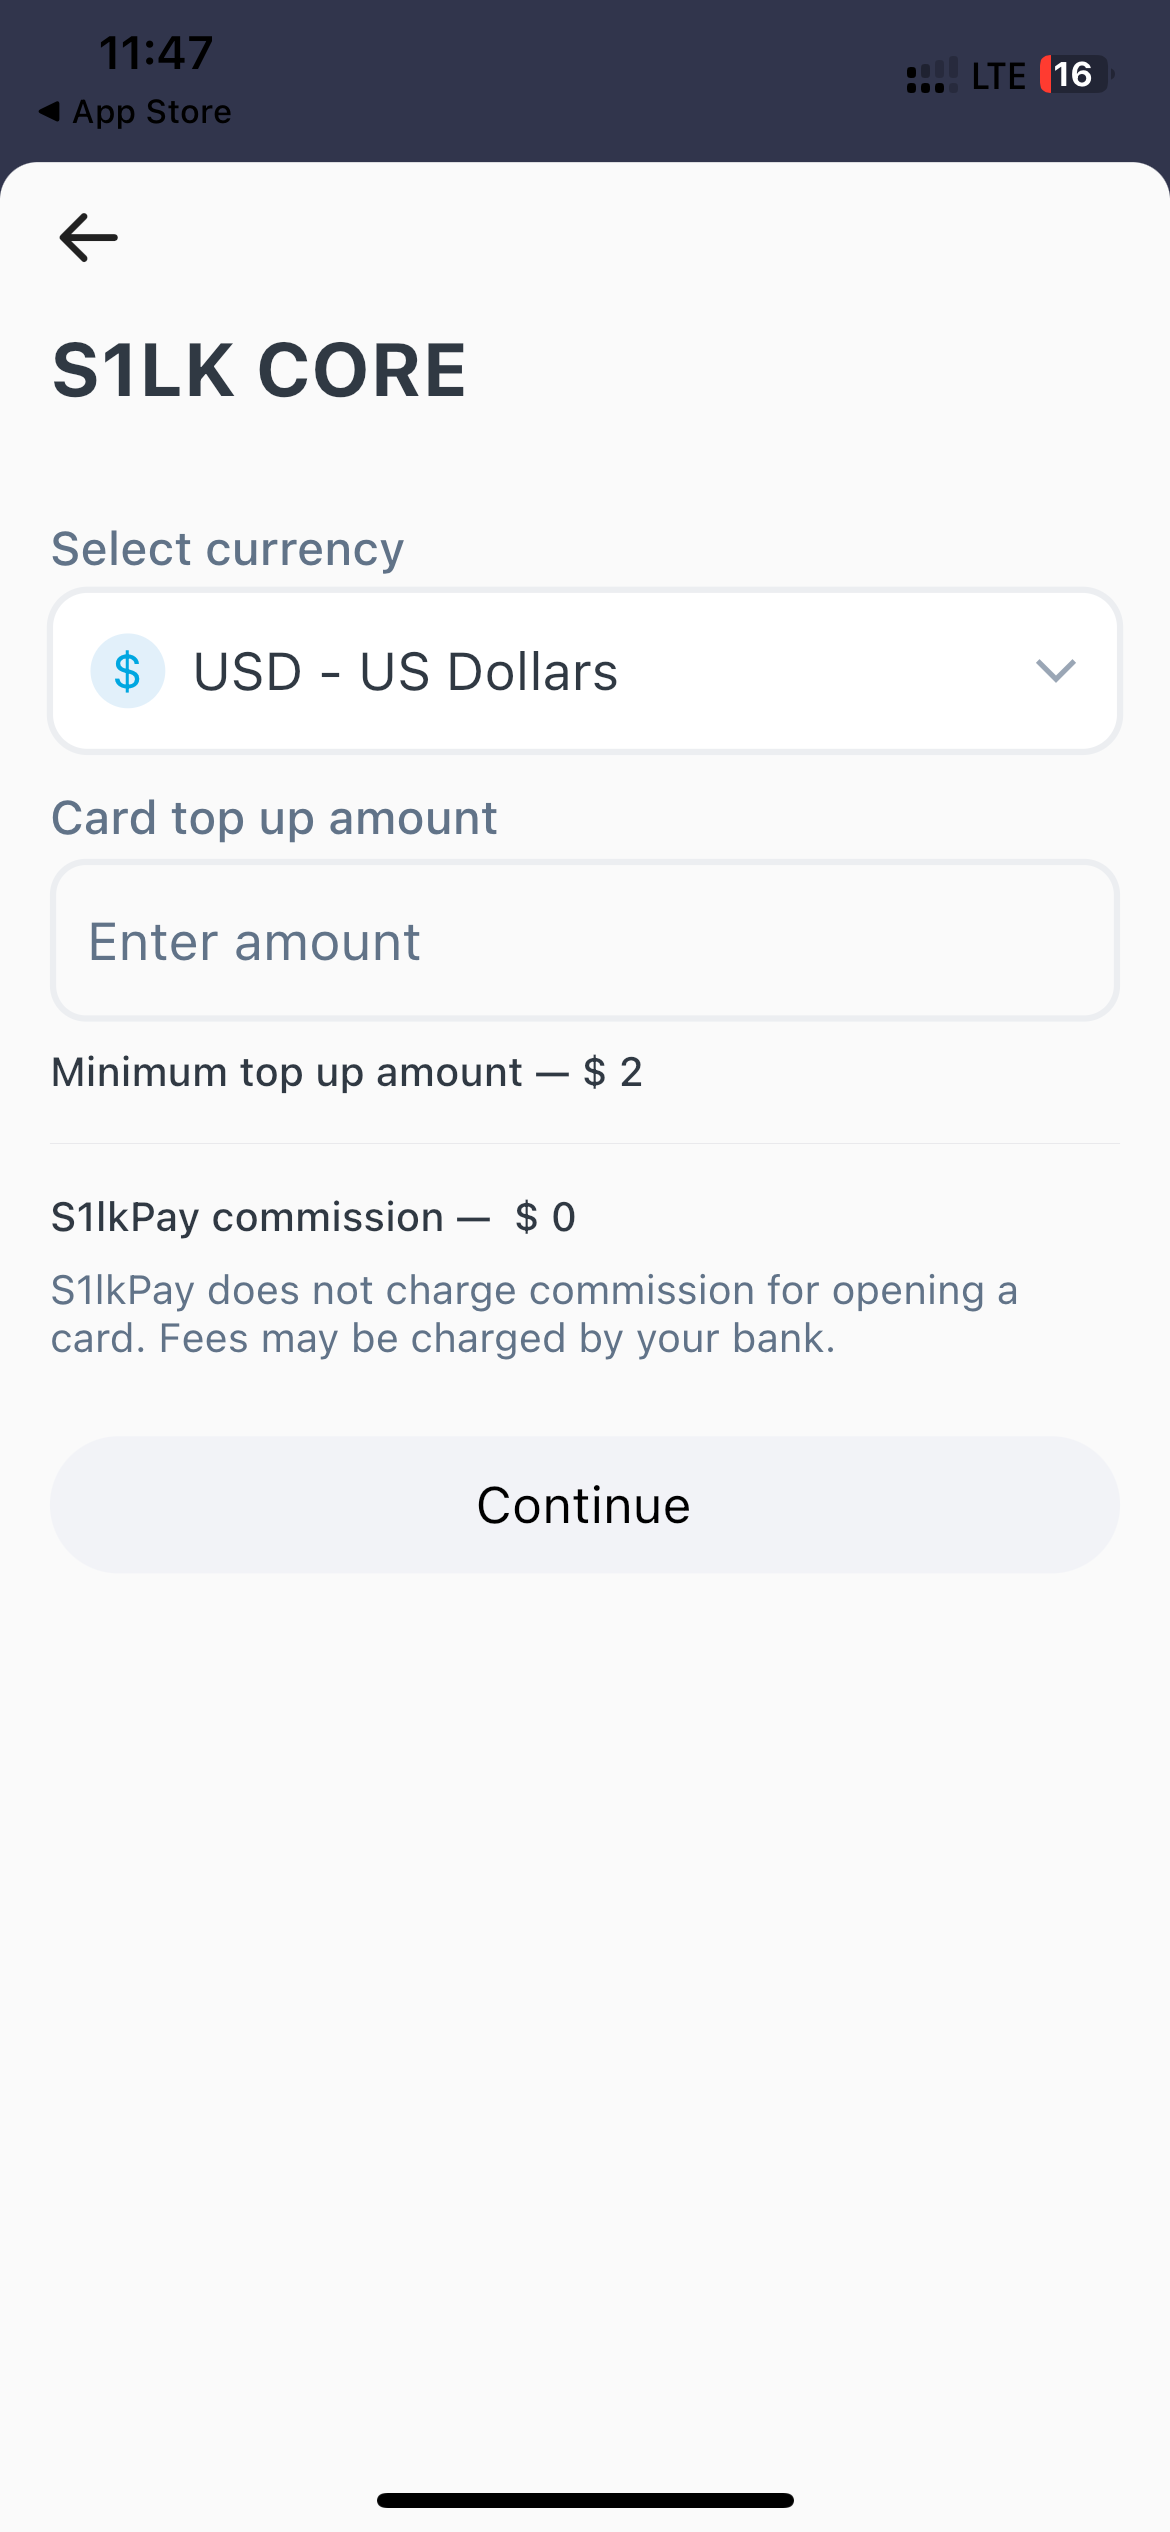 11:47
LTE 16
◀ App Store
S1LK CORE
Select currency
$ USD - US Dollars
Card top up amount
Enter amount
Minimum top up amount — $ 2
S1lkPay commission — $ 0
S1lkPay does not charge commission for opening a
card. Fees may be charged by your bank.
Continue